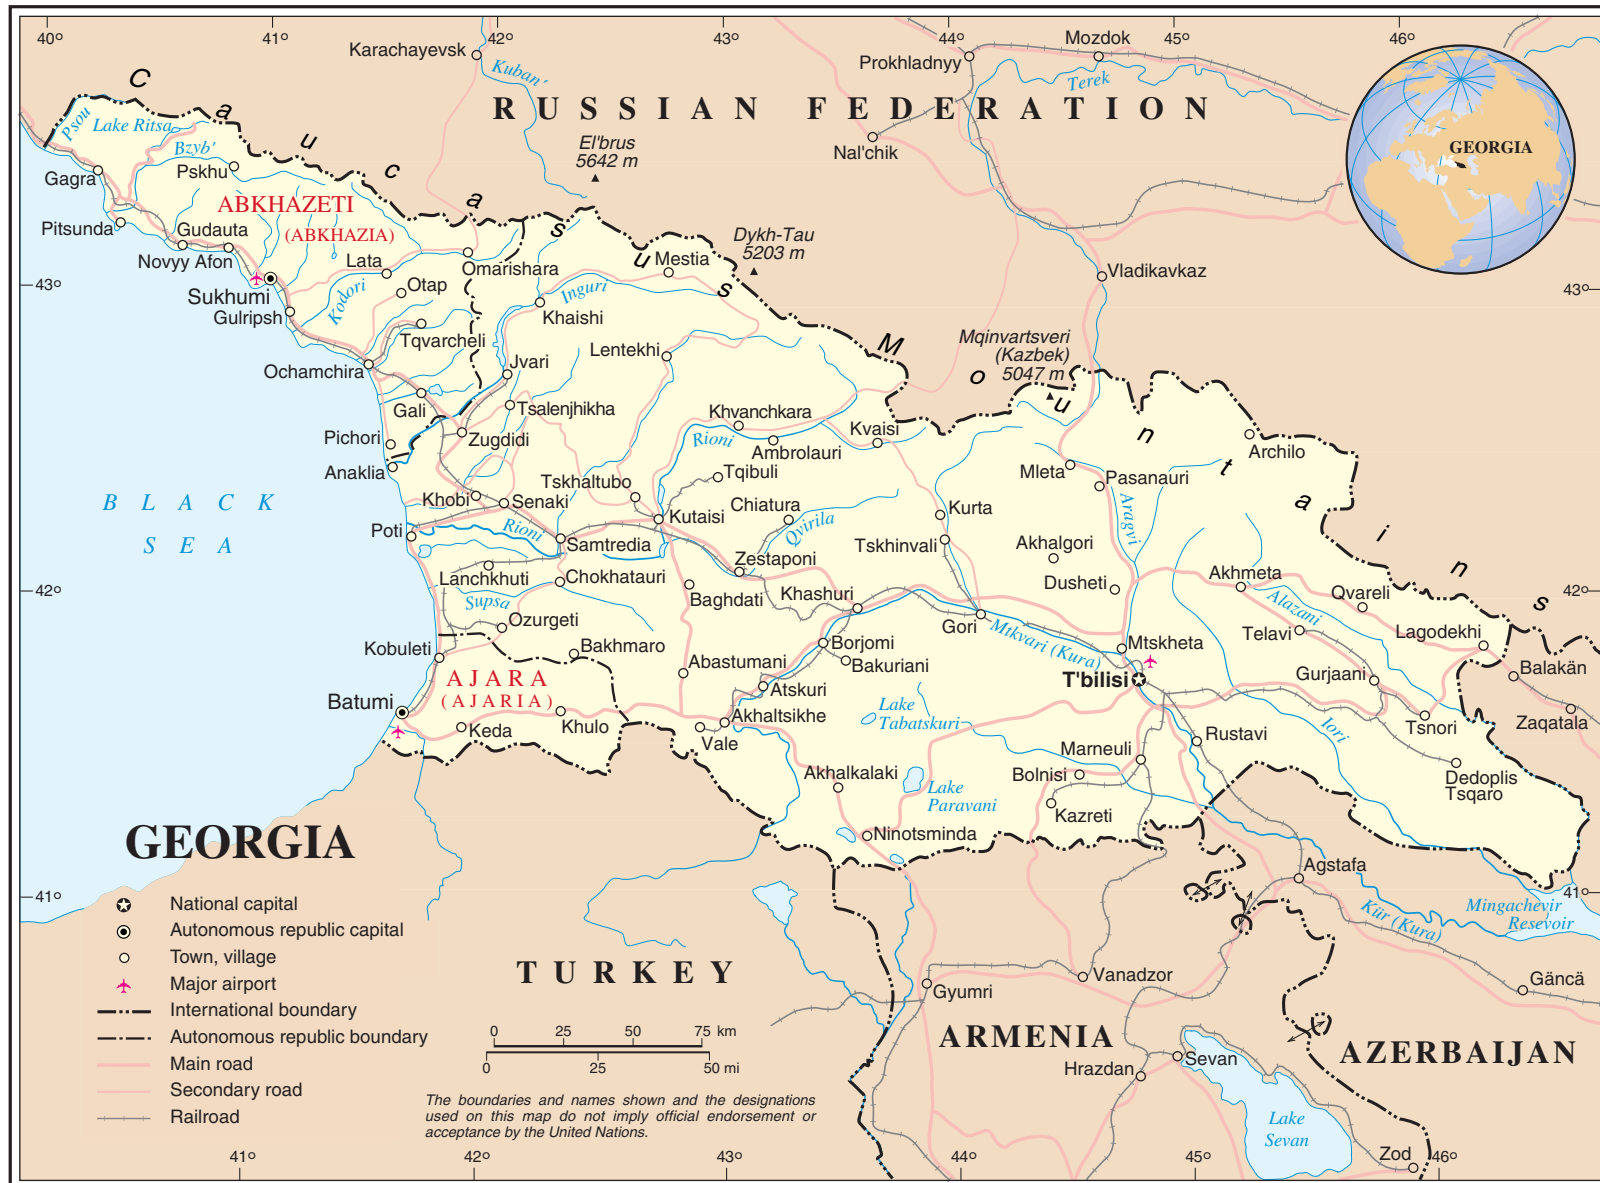 40°
41°
42°
43°
44°
45°
46°
Karachayevsk
Kuban'
Prokhladnyy
Mozdok
Terek
RUSSIAN FEDERATION
Caucasus Mountains
El'brus
5642 m
Nal'chik
GEORGIA
Psou
Lake Ritsa
Bzyb'
Pskhu
Gagra
ABKHAZETI
(ABKHAZIA)
Pitsunda
Gudauta
Novyy Afon
Lata
Omarishara
Otap
Kodori
Sukhumi
Gulripsh
Dykh-Tau
5203 m
Mestia
Inguri
Khaishi
Vladikavkaz
43°
43°
Tqvarcheli
Ochamchira
Jvari
Lentekhi
Mqinvartsveri
(Kazbek)
5047 m
Gali
Tsalenjhikha
Khvanchkara
Kvaisi
Rioni
Ambrolauri
Pichori
Zugdidi
Archilo
Anaklia
Tqibuli
Mleta
Pasanauri
Tskhaltubo
Khobi
Senaki
Chiatura
Kutaisi
Qvirila
Kurta
Aragvi
BLACK
SEA
Poti
Rioni
Samtredia
Tskhinvali
Akhalgori
Zestaponi
Lanchkhuti
Chokhatauri
Dusheti
Akhmeta
42°
42°
Supsa
Baghdati
Khashuri
Alazani
Qvareli
Ozurgeti
Gori
Mtkvari (Kura)
Telavi
Lagodekhi
Kobuleti
Bakhmaro
Borjomi
Mtskheta
Bakuriani
Balakän
AJARA
(AJARIA)
Abastumani
T'bilisi
Gurjaani
Atskuri
Batumi
Lake
Tabatskuri
Zaqatala
Keda
Khulo
Akhaltsikhe
Vale
Iori
Tsnori
Rustavi
Marneuli
Akhalkalaki
Bolnisi
Dedoplis
Tsqaro
Lake
Paravani
Kazreti
Ninotsminda
GEORGIA
Agstafa
41°
41°
National capital
Autonomous republic capital
Town, village
Major airport
International boundary
Autonomous republic boundary
Main road
Secondary road
Railroad
Kür (Kura)
Mingachevir
Resevoir
TURKEY
Vanadzor
Gyumri
Gäncä
0 25 50 75 km
0 25 50 mi
ARMENIA
AZERBAIJAN
Sevan
Hrazdan
The boundaries and names shown and the designations
used on this map do not imply official endorsement or
acceptance by the United Nations.
Lake
Sevan
Zod
41°
42°
43°
44°
45°
46°